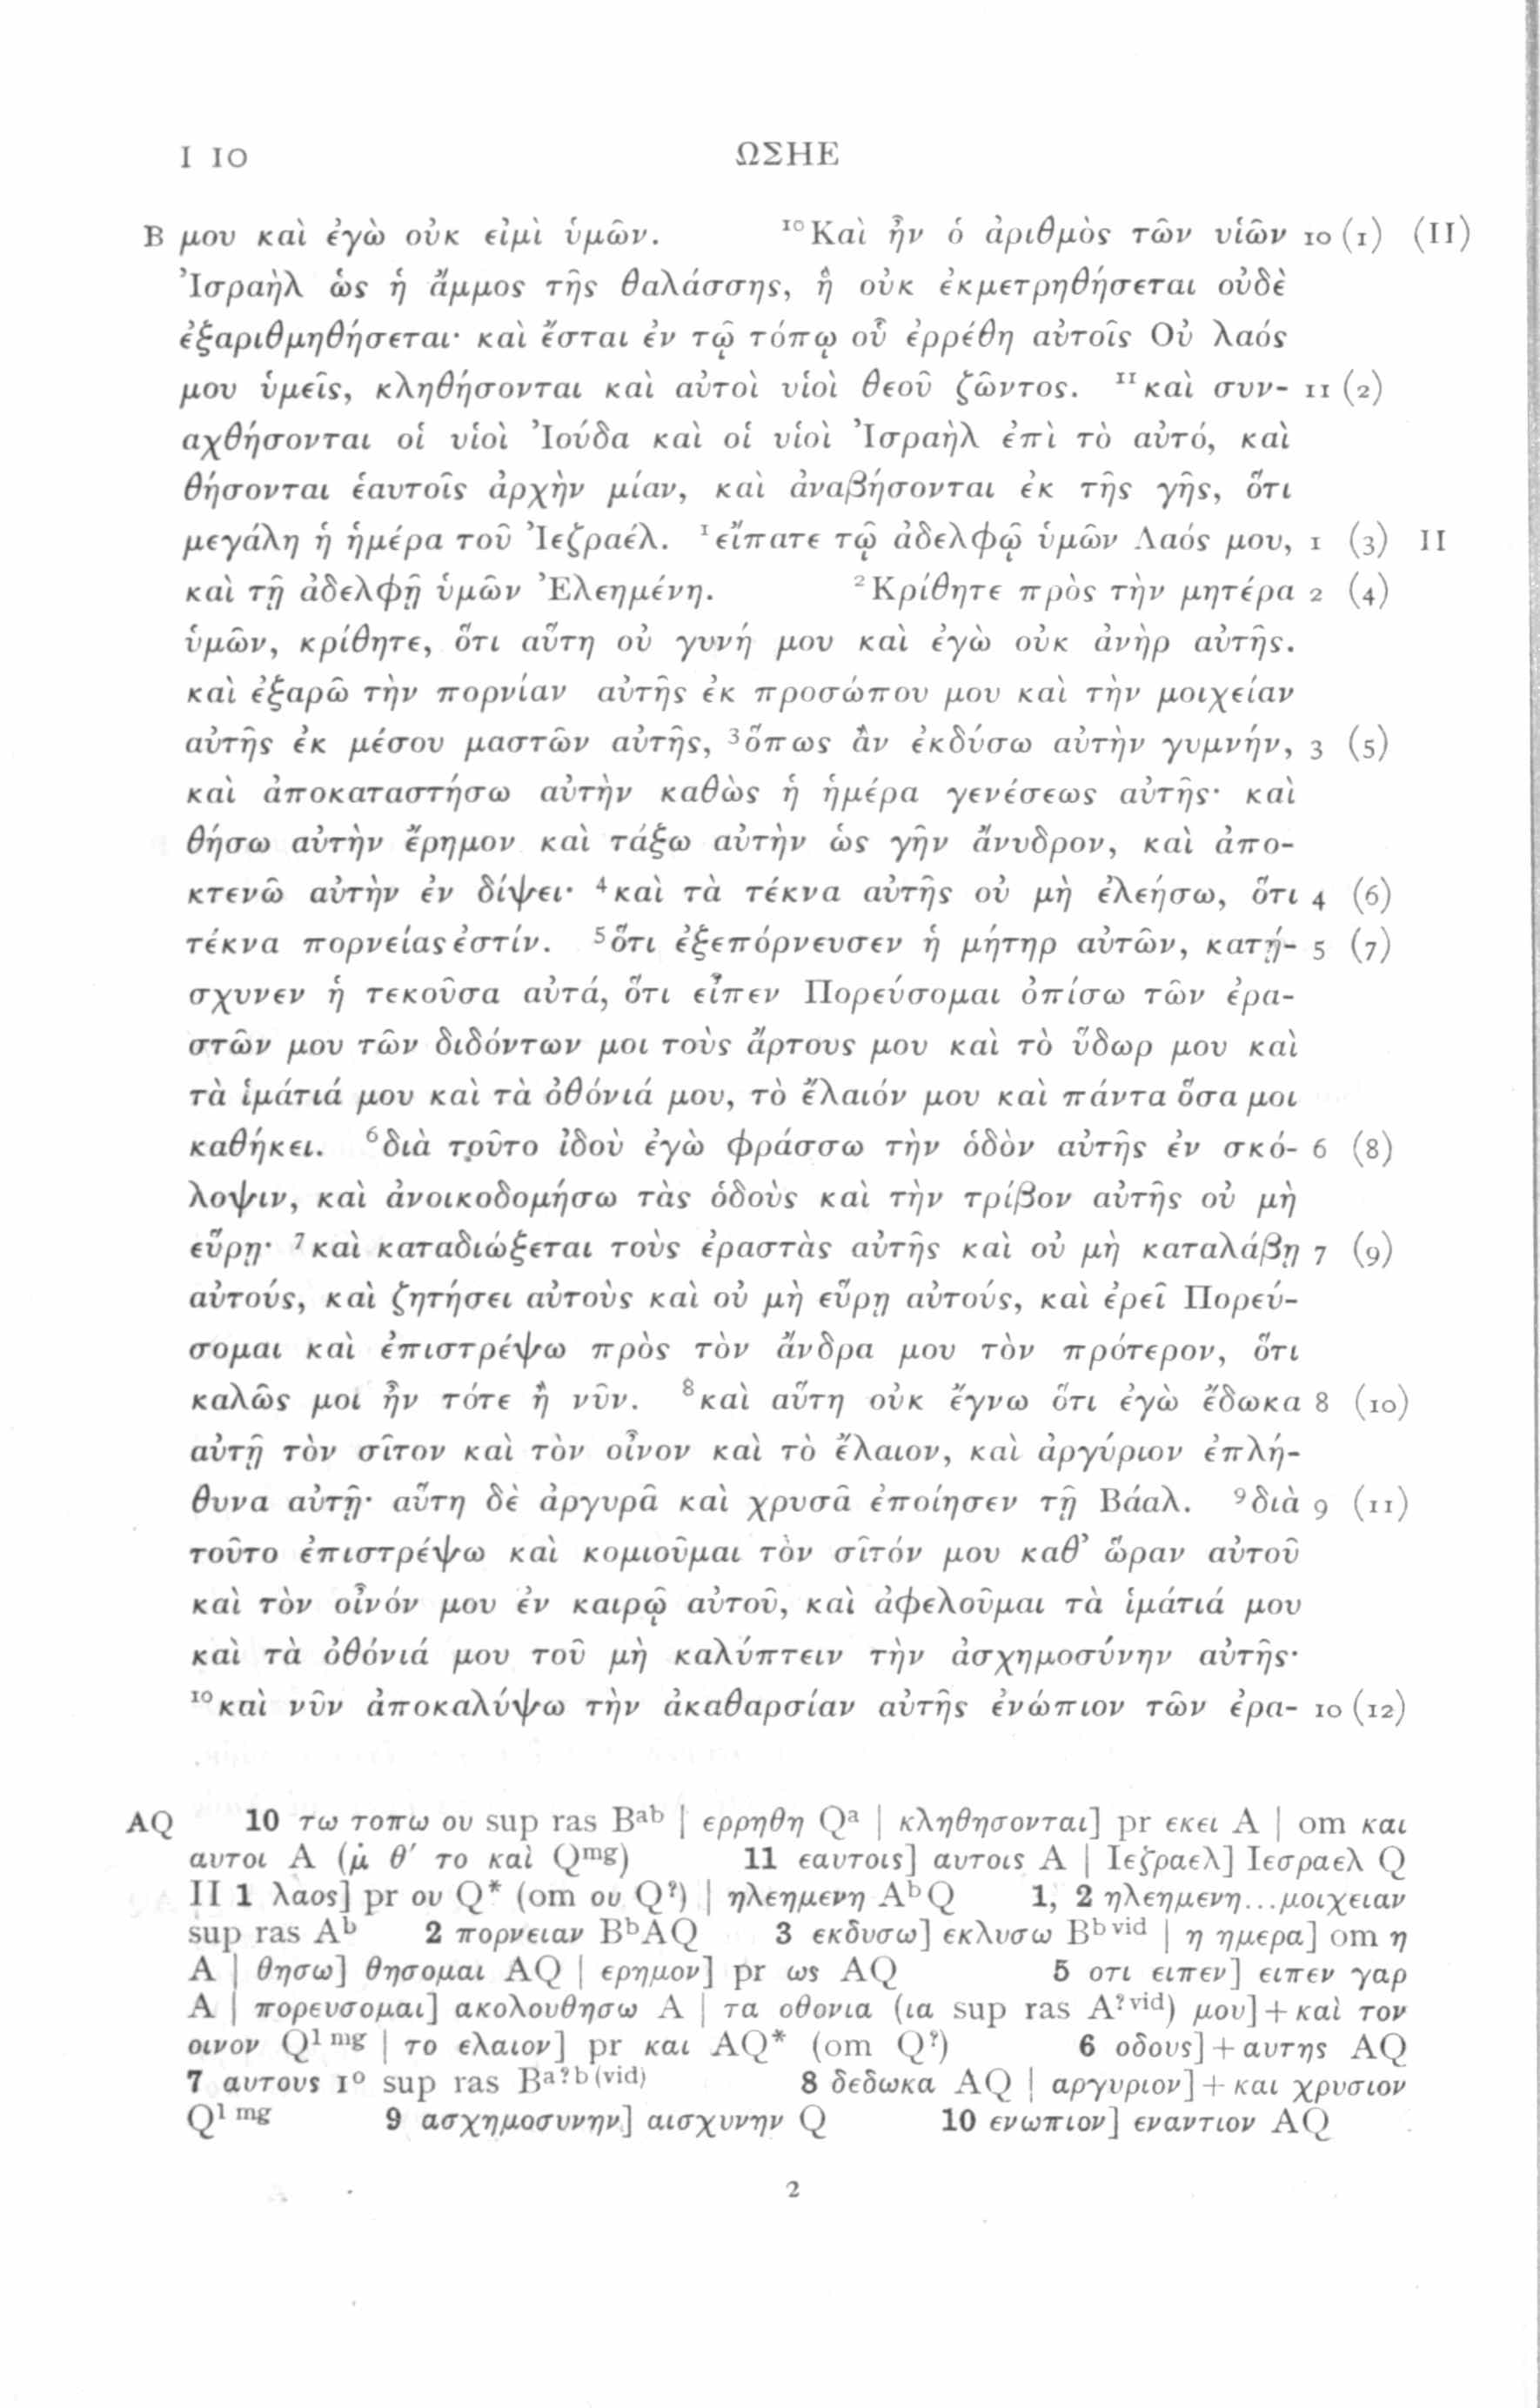 I 10 ΩΣΗΕ
B μου καὶ ἐγὼ οὐκ εἰμὶ ὑμῶν. ¹⁰Καὶ ἦν ὁ ἀριθμὸς τῶν υἱῶν 10 (1) (II)
Ἰσραὴλ ὡς ἡ ἄμμος τῆς θαλάσσης, ἣ οὐκ ἐκμετρηθήσεται οὐδὲ
ἐξαριθμηθήσεται· καὶ ἔσται ἐν τῷ τόπῳ οὗ ἐρρέθη αὐτοῖς Οὐ λαός
μου ὑμεῖς, κληθήσονται καὶ αὐτοὶ υἱοὶ θεοῦ ζῶντος. ¹¹καὶ συν- 11 (2)
αχθήσονται οἱ υἱοὶ Ἰούδα καὶ οἱ υἱοὶ Ἰσραὴλ ἐπὶ τὸ αὐτό, καὶ
θήσονται ἑαυτοῖς ἀρχὴν μίαν, καὶ ἀναβήσονται ἐκ τῆς γῆς, ὅτι
μεγάλη ἡ ἡμέρα τοῦ Ἰεζραέλ. ¹εἴπατε τῷ ἀδελφῷ ὑμῶν Λαός μου, 1 (3) II
καὶ τῇ ἀδελφῇ ὑμῶν Ἐλεημένη. ²Κρίθητε πρὸς τὴν μητέρα 2 (4)
ὑμῶν, κρίθητε, ὅτι αὕτη οὐ γυνή μου καὶ ἐγὼ οὐκ ἀνὴρ αὐτῆς.
καὶ ἐξαρῶ τὴν πορνίαν αὐτῆς ἐκ προσώπου μου καὶ τὴν μοιχείαν
αὐτῆς ἐκ μέσου μαστῶν αὐτῆς, ³ὅπως ἂν ἐκδύσω αὐτὴν γυμνήν, 3 (5)
καὶ ἀποκαταστήσω αὐτὴν καθὼς ἡ ἡμέρα γενέσεως αὐτῆς· καὶ
θήσω αὐτὴν ἔρημον καὶ τάξω αὐτὴν ὡς γῆν ἄνυδρον, καὶ ἀπο-
κτενῶ αὐτὴν ἐν δίψει· ⁴καὶ τὰ τέκνα αὐτῆς οὐ μὴ ἐλεήσω, ὅτι 4 (6)
τέκνα πορνείας ἐστίν. ⁵ὅτι ἐξεπόρνευσεν ἡ μήτηρ αὐτῶν, κατῄ- 5 (7)
σχυνεν ἡ τεκοῦσα αὐτά, ὅτι εἶπεν Πορεύσομαι ὀπίσω τῶν ἐρα-
στῶν μου τῶν διδόντων μοι τοὺς ἄρτους μου καὶ τὸ ὕδωρ μου καὶ
τὰ ἱμάτιά μου καὶ τὰ ὀθόνιά μου, τὸ ἔλαιόν μου καὶ πάντα ὅσα μοι
καθήκει. ⁶διὰ τοῦτο ἰδοὺ ἐγὼ φράσσω τὴν ὁδὸν αὐτῆς ἐν σκό- 6 (8)
λοψιν, καὶ ἀνοικοδομήσω τὰς ὁδοὺς καὶ τὴν τρίβον αὐτῆς οὐ μὴ
εὕρῃ· ⁷καὶ καταδιώξεται τοὺς ἐραστὰς αὐτῆς καὶ οὐ μὴ καταλάβῃ 7 (9)
αὐτούς, καὶ ζητήσει αὐτοὺς καὶ οὐ μὴ εὕρῃ αὐτούς, καὶ ἐρεῖ Πορεύ-
σομαι καὶ ἐπιστρέψω πρὸς τὸν ἄνδρα μου τὸν πρότερον, ὅτι
καλῶς μοι ἦν τότε ἢ νῦν. ⁸καὶ αὕτη οὐκ ἔγνω ὅτι ἐγὼ ἔδωκα 8 (10)
αὐτῇ τὸν σῖτον καὶ τὸν οἶνον καὶ τὸ ἔλαιον, καὶ ἀργύριον ἐπλή-
θυνα αὐτῇ· αὕτη δὲ ἀργυρᾶ καὶ χρυσᾶ ἐποίησεν τῇ Βάαλ. ⁹διὰ 9 (11)
τοῦτο ἐπιστρέψω καὶ κομιοῦμαι τὸν σῖτόν μου καθ᾽ ὥραν αὐτοῦ
καὶ τὸν οἶνόν μου ἐν καιρῷ αὐτοῦ, καὶ ἀφελοῦμαι τὰ ἱμάτιά μου
καὶ τὰ ὀθόνιά μου τοῦ μὴ καλύπτειν τὴν ἀσχημοσύνην αὐτῆς·
¹⁰καὶ νῦν ἀποκαλύψω τὴν ἀκαθαρσίαν αὐτῆς ἐνώπιον τῶν ἐρα- 10 (12)
AQ 10 τω τοπω ου sup ras Bᵃᵇ | ερρηθη Qᵃ | κληθησονται] pr εκει A | om και
αυτοι A (μ̇ θ′ το καὶ Qᵐᵍ) 11 εαυτοις] αυτοις A | Ιεζραελ] Ιεσραελ Q
II 1 λαος] pr ου Q* (om ου Q?) | ηλεημενη AᵇQ 1, 2 ηλεημενη...μοιχειαν
sup ras Aᵇ 2 πορνειαν BᵇAQ 3 εκδυσω] εκλυσω Bᵇ ᵛⁱᵈ | η ημερα] om η
A | θησω] θησομαι AQ | ερημον] pr ως AQ 5 οτι ειπεν] ειπεν γαρ
A | πορευσομαι] ακολουθησω A | τα οθονια (ια sup ras A? ᵛⁱᵈ) μου] + καὶ τον
οινον Q¹ ᵐᵍ | το ελαιον] pr και AQ* (om Q?) 6 οδους] + αυτης AQ
7 αυτους 1° sup ras Bᵃ?ᵇ ⁽ᵛⁱᵈ⁾ 8 δεδωκα AQ | αργυριον] + και χρυσιον
Q¹ ᵐᵍ 9 ασχημοσυνην] αισχυνην Q 10 ενωπιον] εναντιον AQ
2